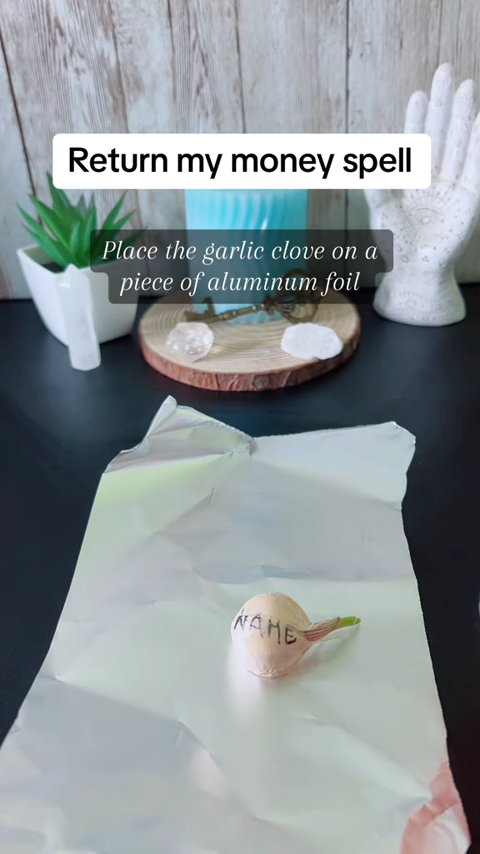 Return my money spell
Place the garlic clove on a
piece of aluminum foil
NAME